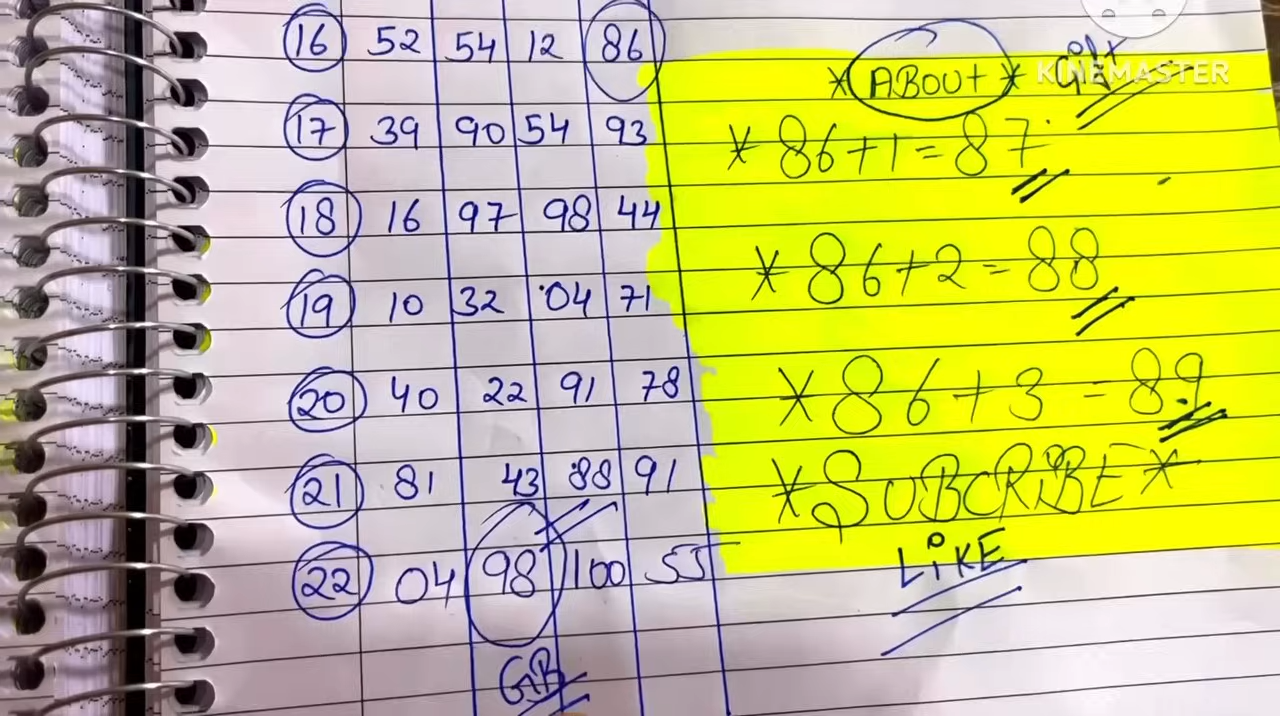 16 52 54 12 86
17 39 90 54 93
18 16 97 98 44
19 10 32 04 71
20 40 22 91 78
21 81 43 88 91
22 04 98 100 55
GB
* ABOUT *
KINEMASTER
* 86+1=87
* 86+2=88
* 86+3=89
* SUBCRIBE *
LIKE